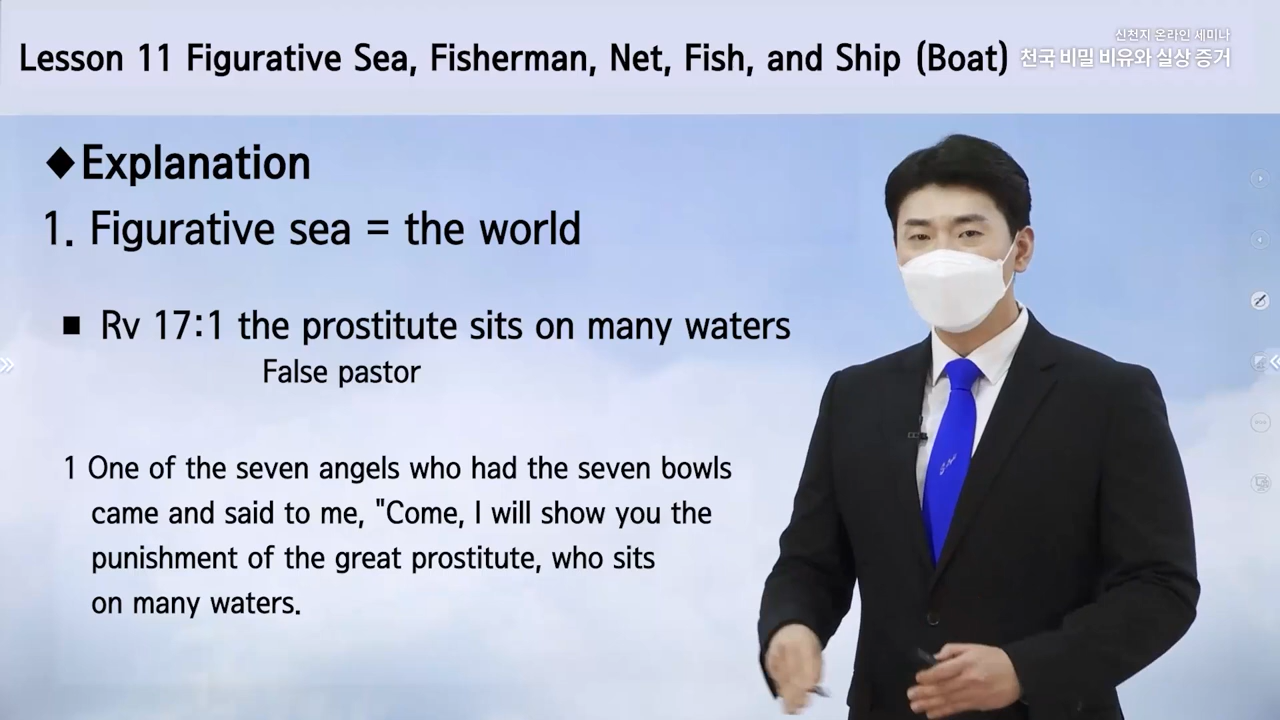 Lesson 11 Figurative Sea, Fisherman, Net, Fish, and Ship (Boat)
신천지 온라인 세미나
천국 비밀 비유와 실상 증거
◆Explanation
1. Figurative sea = the world
■ Rv 17:1 the prostitute sits on many waters
False pastor
1 One of the seven angels who had the seven bowls
came and said to me, "Come, I will show you the
punishment of the great prostitute, who sits
on many waters.